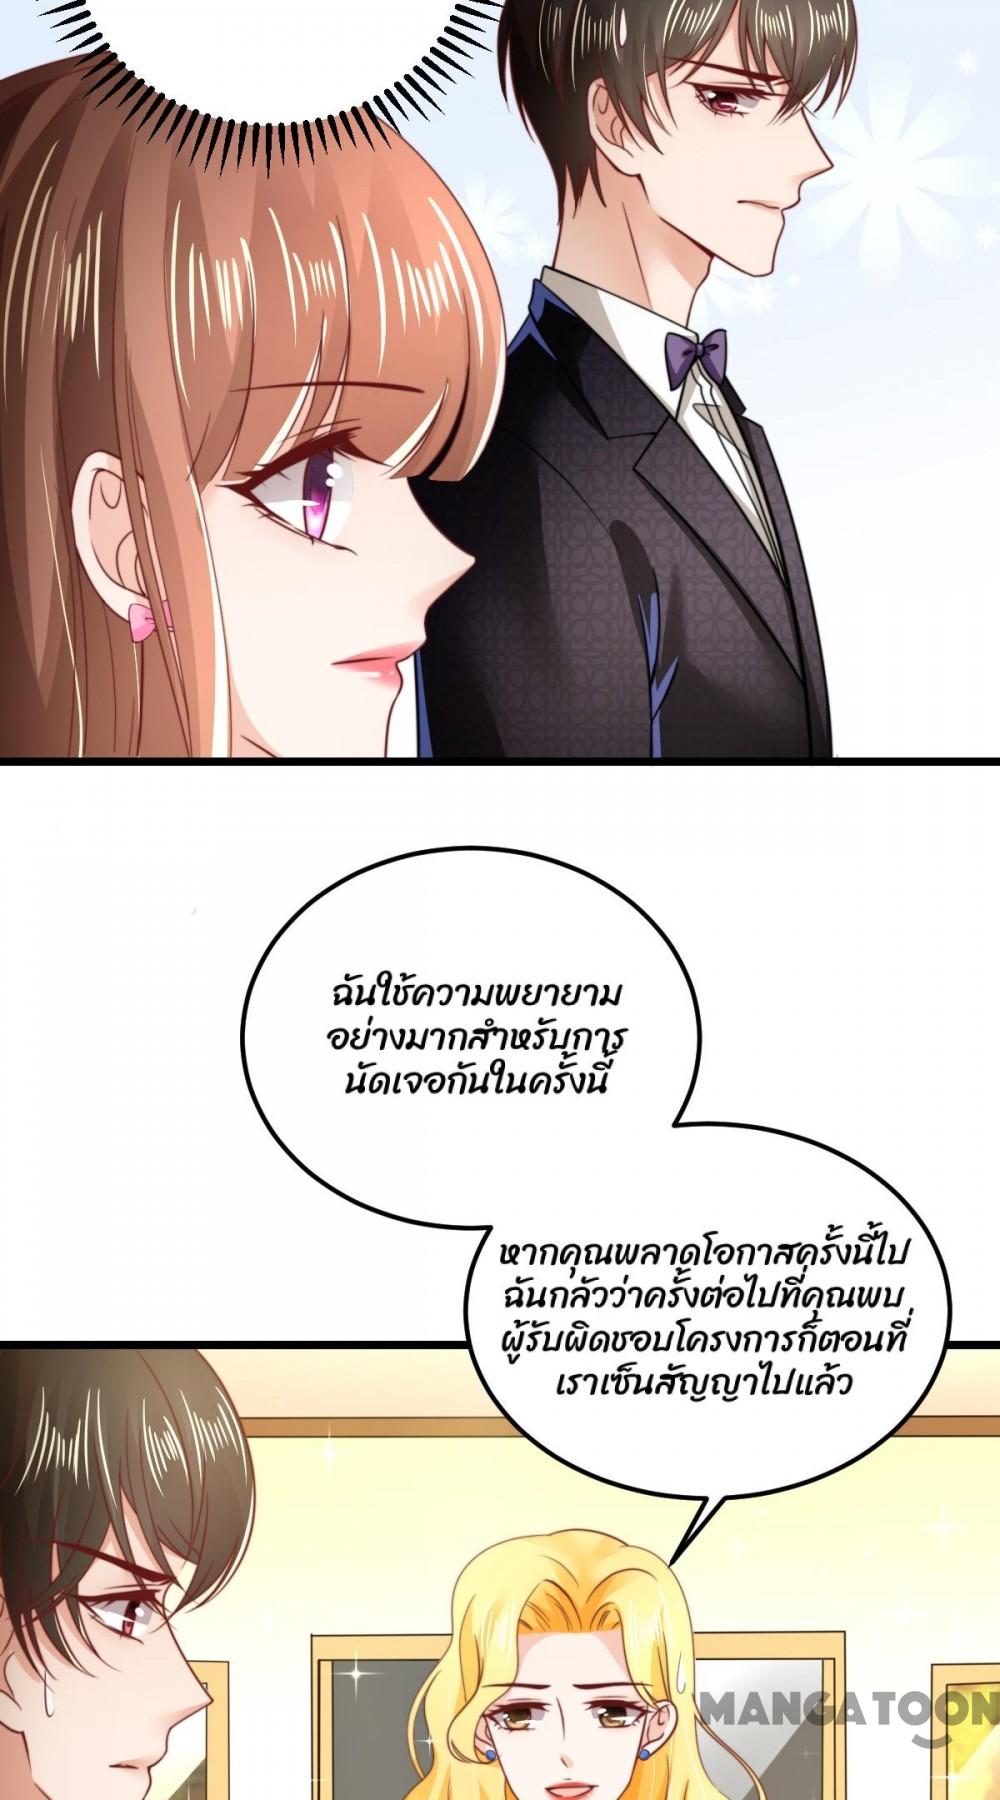 ฉันใช้ความพยายาม
อย่างมากสำหรับการ
นัดเจอกันในครั้งนี้
หากคุณพลาดโอกาสครั้งนี้ไป
ฉันกลัวว่าครั้งต่อไปที่คุณพบ
ผู้รับผิดชอบโครงการก็ตอนที่
เราเซ็นสัญญาไปแล้ว
MANGATOON